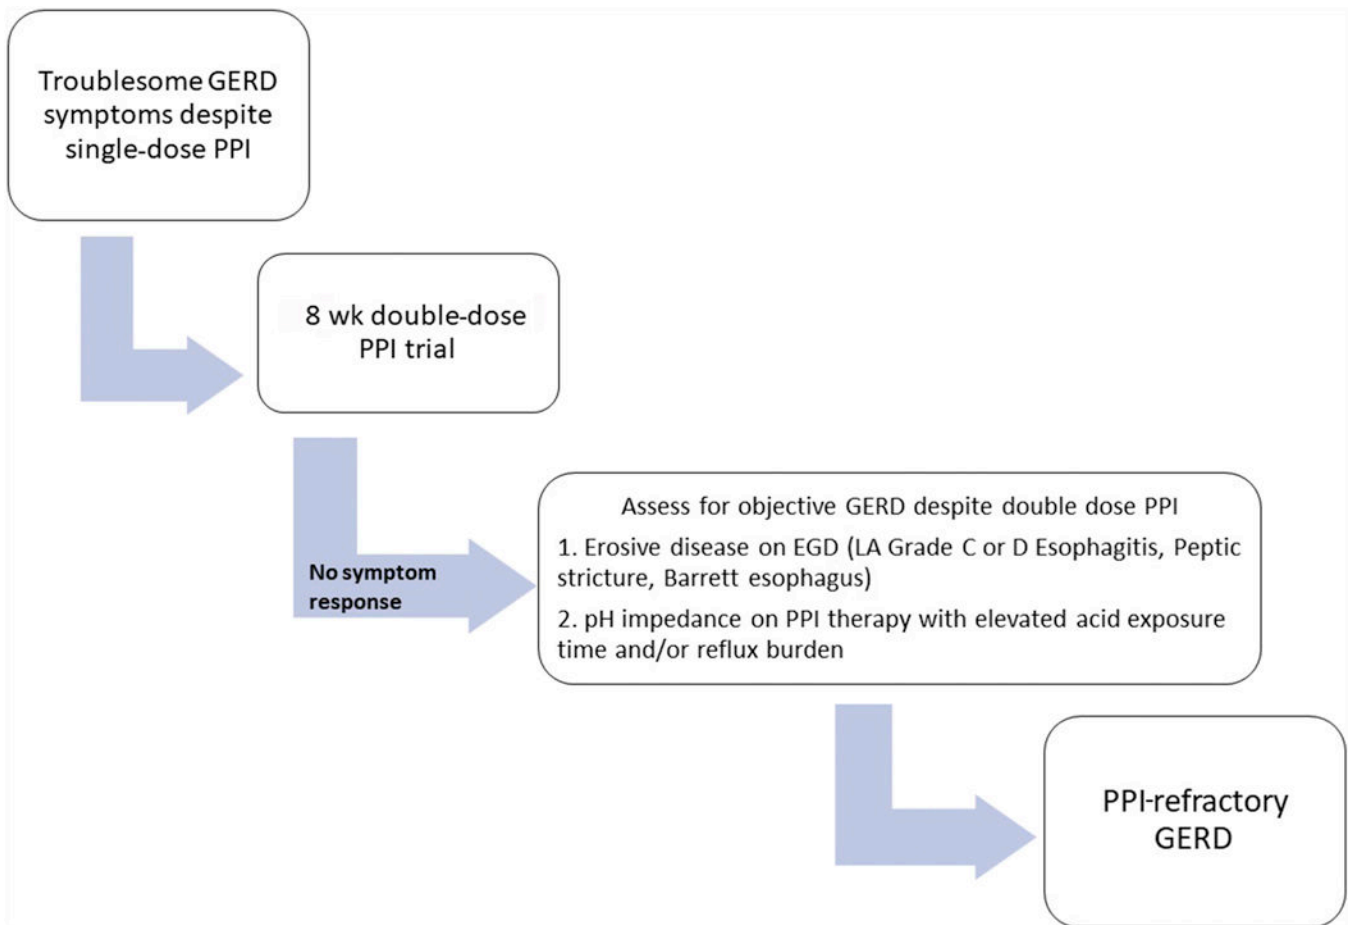 Troublesome GERD
symptoms despite
single-dose PPI
8 wk double-dose
PPI trial
No symptom
response
Assess for objective GERD despite double dose PPI
1. Erosive disease on EGD (LA Grade C or D Esophagitis, Peptic
stricture, Barrett esophagus)
2. pH impedance on PPI therapy with elevated acid exposure
time and/or reflux burden
PPI-refractory
GERD